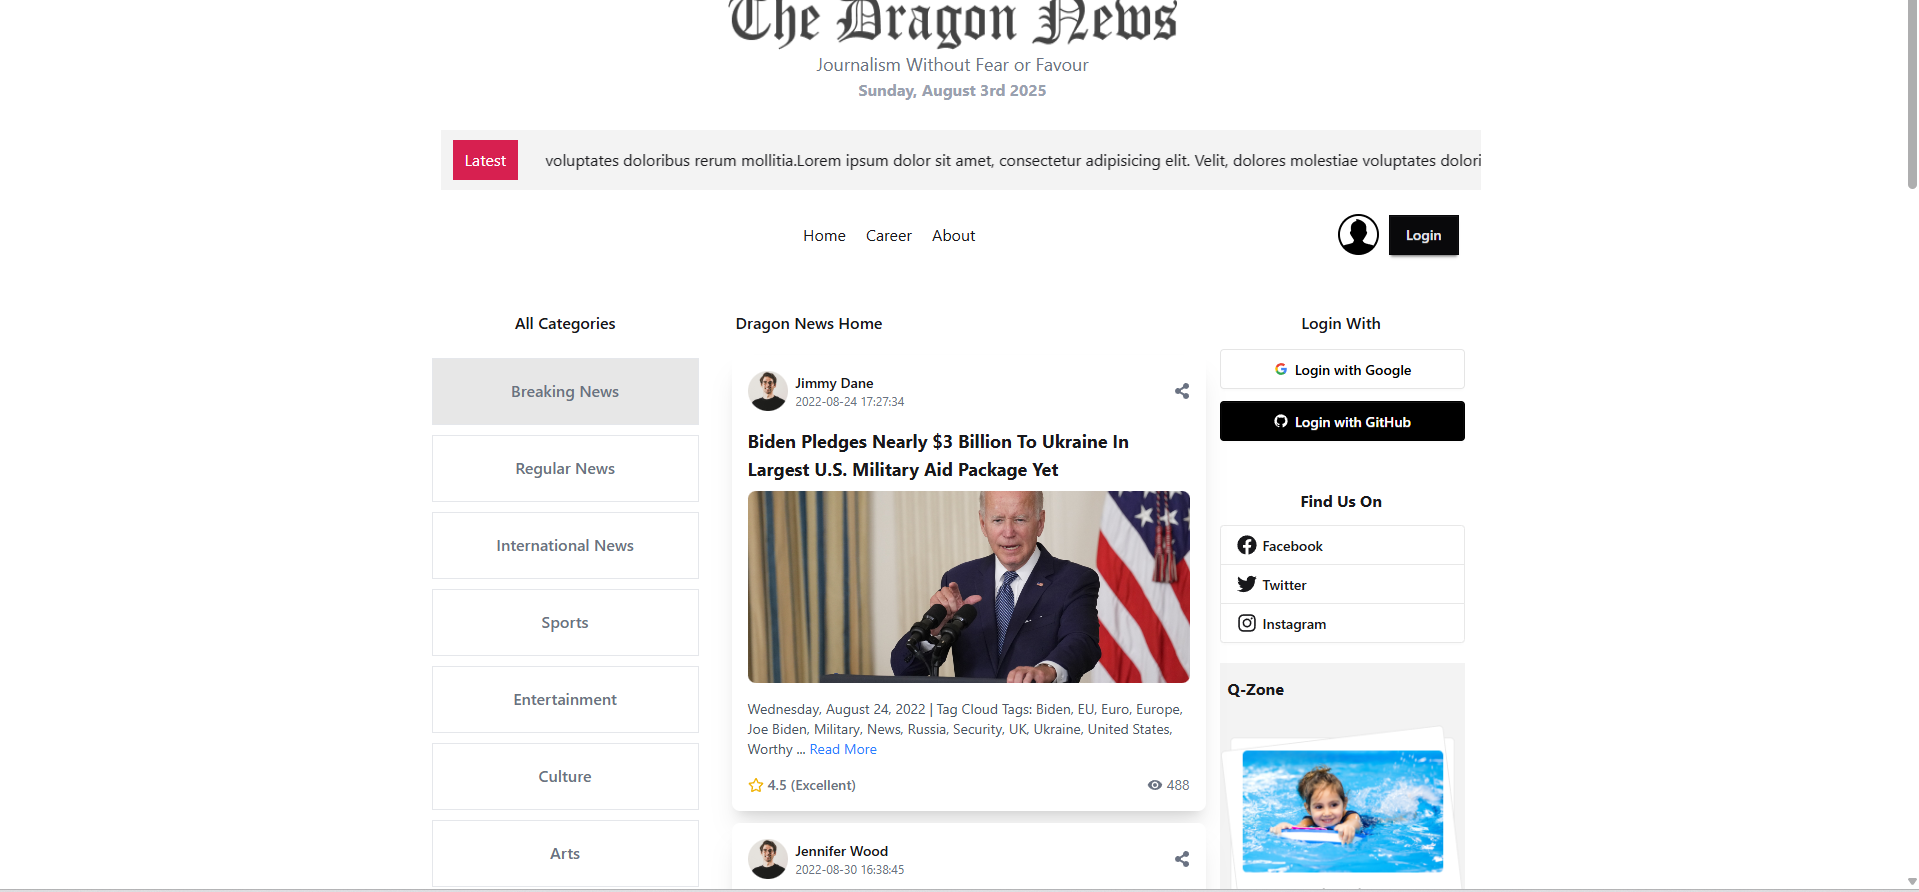 The Dragon News
Journalism Without Fear or Favour
Sunday, August 3rd 2025
Latest
voluptates doloribus rerum mollitia.Lorem ipsum dolor sit amet, consectetur adipisicing elit. Velit, dolores molestiae voluptates dolori
Home Career About
Login
All Categories
Breaking News
Regular News
International News
Sports
Entertainment
Culture
Arts
Dragon News Home
Jimmy Dane
2022-08-24 17:27:34
Biden Pledges Nearly $3 Billion To Ukraine In
Largest U.S. Military Aid Package Yet
Wednesday, August 24, 2022 | Tag Cloud Tags: Biden, EU, Euro, Europe,
Joe Biden, Military, News, Russia, Security, UK, Ukraine, United States,
Worthy ... Read More
4.5 (Excellent)
488
Jennifer Wood
2022-08-30 16:38:45
Login With
Login with Google
Login with GitHub
Find Us On
Facebook
Twitter
Instagram
Q-Zone